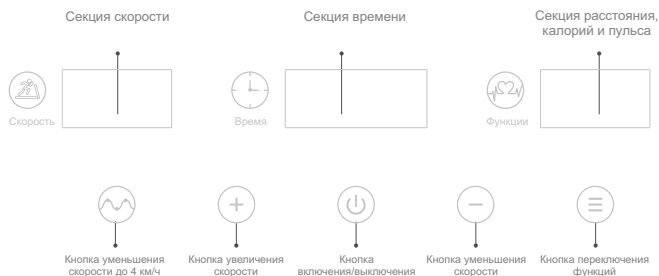 Секция скорости
Секция времени
Секция расстояния,
калорий и пульса
Скорость
Время
Функции
Кнопка уменьшения
скорости до 4 км/ч
Кнопка увеличения
скорости
Кнопка
включения/выключения
Кнопка уменьшения
скорости
Кнопка переключения
функций